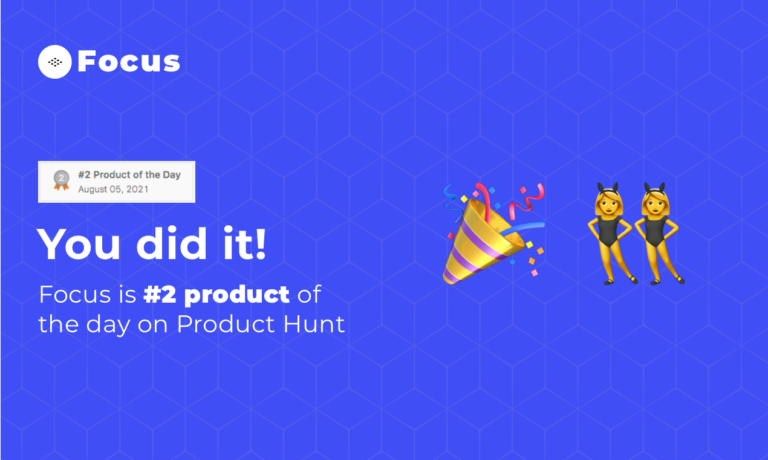 Focus
2
#2 Product of the Day
August 05, 2021
You did it!
Focus is #2 product of
the day on Product Hunt